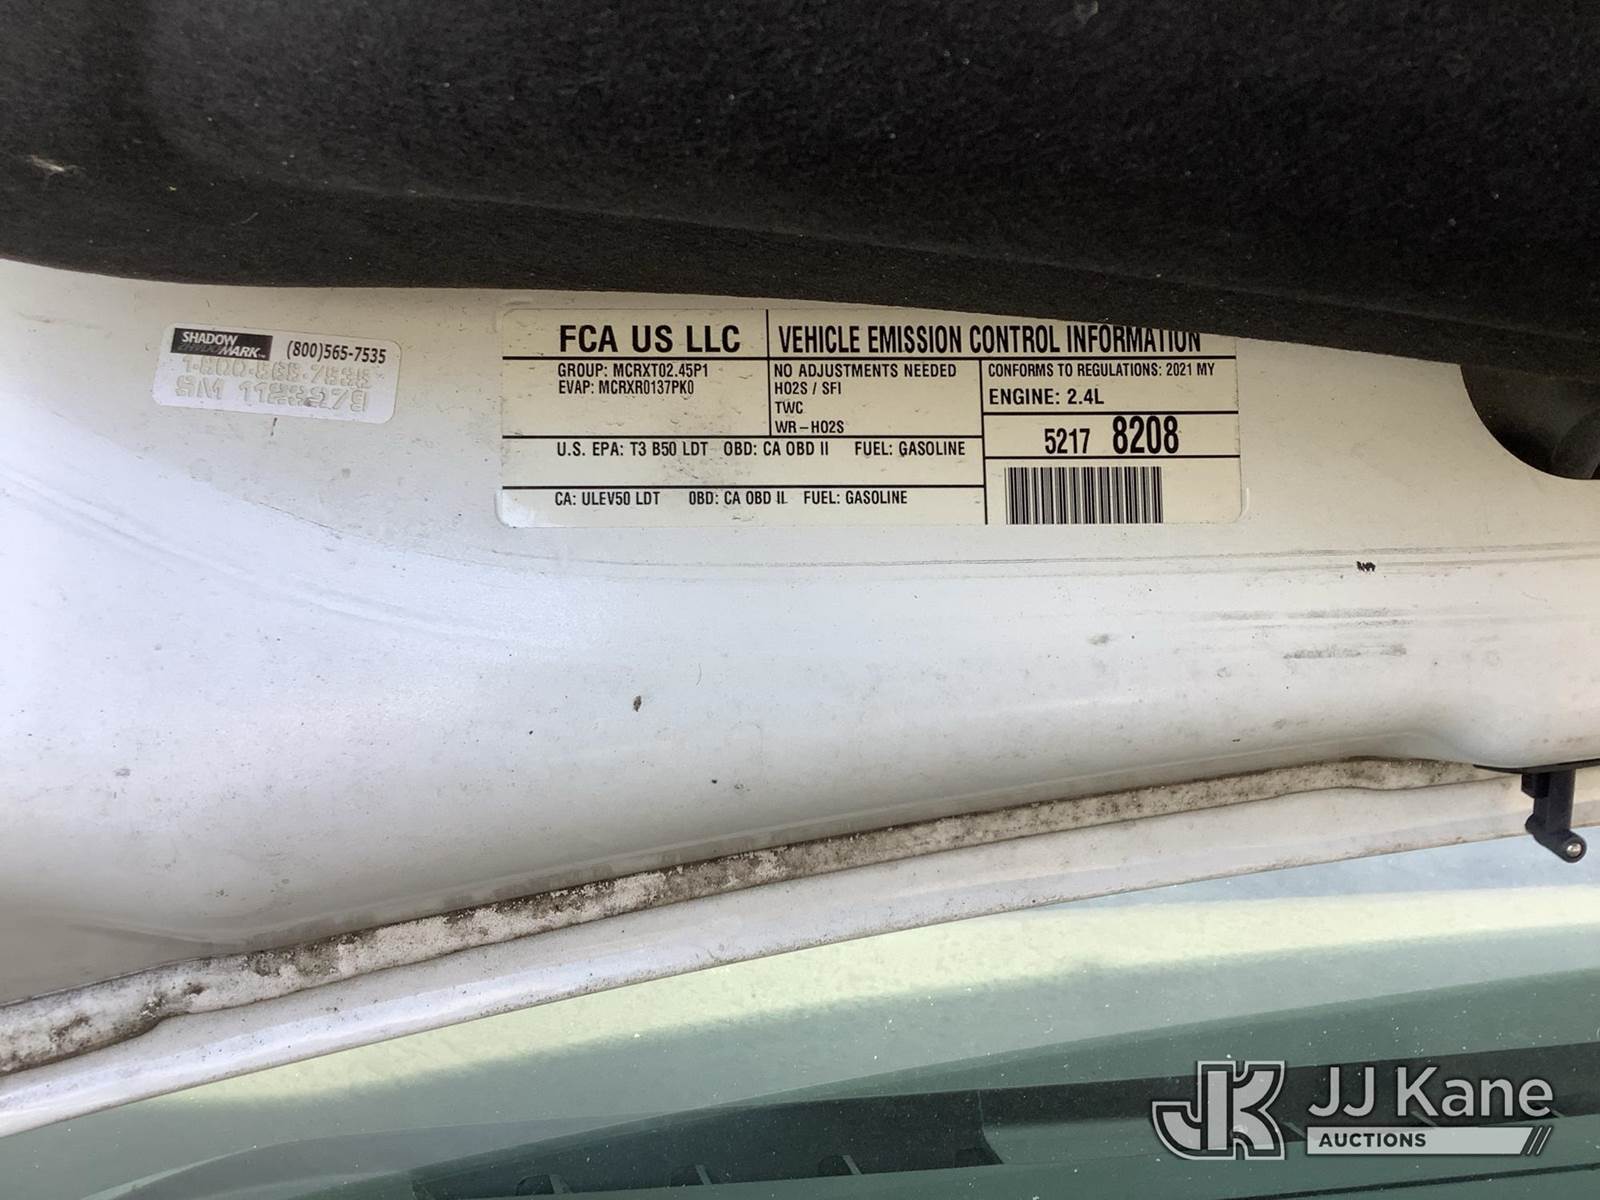 SHADOW
MARK
(800)565-7535
FCA US LLC
VEHICLE EMISSION CONTROL INFORMATION
GROUP: MCRXT02.45P1
EVAP: MCRXR0137PK0
NO ADJUSTMENTS NEEDED
HO2S / SFI
TWC
WR-HO2S
CONFORMS TO REGULATIONS: 2021 MY
ENGINE: 2.4L
5217 8208
U.S. EPA: T3 B50 LDT OBD: CA OBD II FUEL: GASOLINE
CA: ULEV50 LDT OBD: CA OBD II FUEL: GASOLINE
JK JJ Kane
AUCTIONS